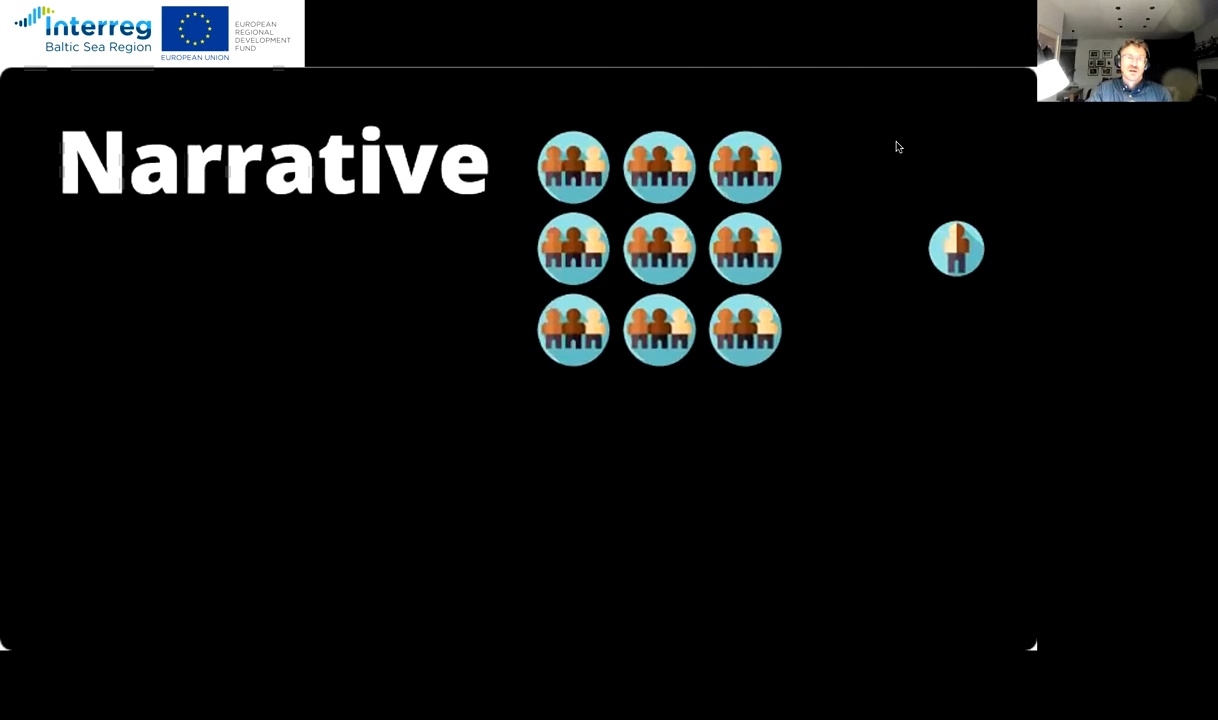 Interreg
Baltic Sea Region
EUROPEAN UNION
EUROPEAN
REGIONAL
DEVELOPMENT
FUND
Narrative